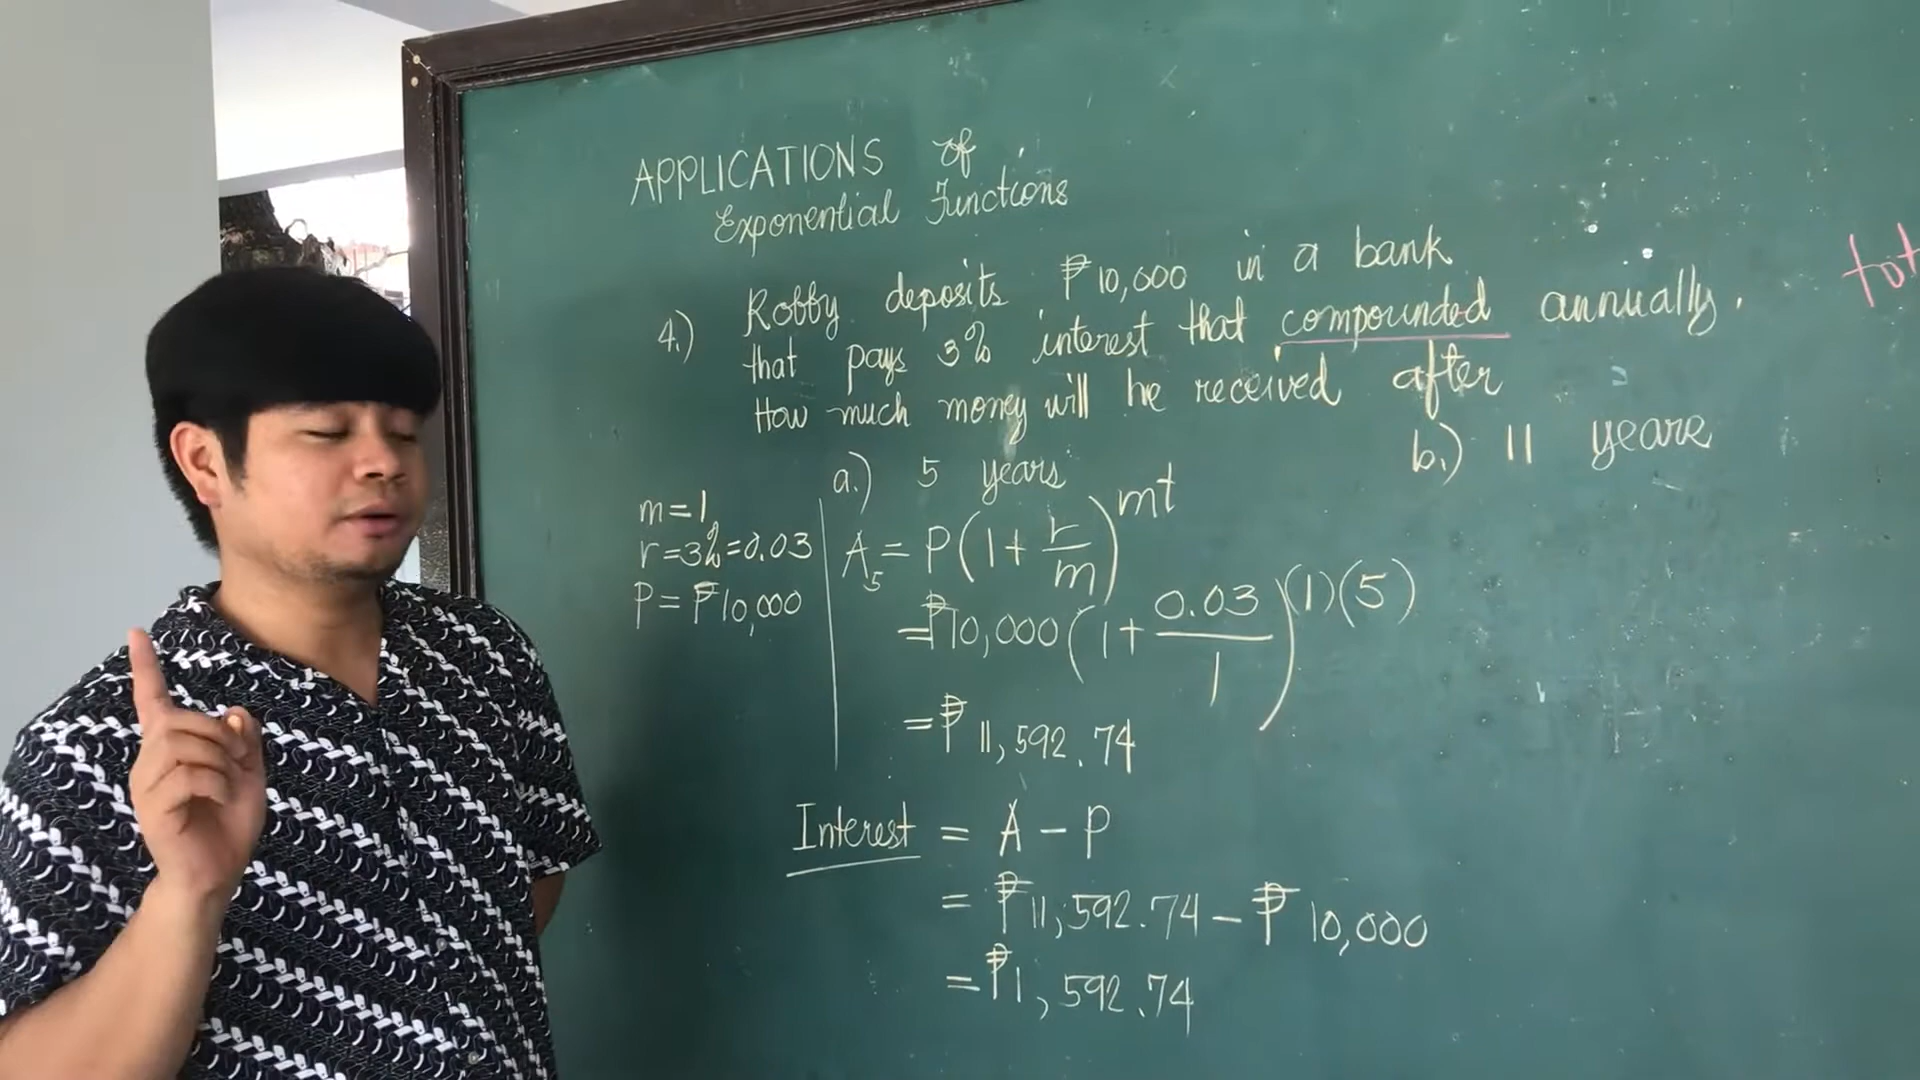 APPLICATIONS of
Exponential Functions
4.) Robby deposits ₱10,000 in a bank
that pays 3% interest that compounded annually.
How much money will he received after
a.) 5 years b.) 11 years
m=1
r=3%=0.03
P=₱10,000
A₅ = P(1+r/m)^mt
=₱10,000(1+0.03/1)^(1)(5)
=₱11,592.74
Interest = A - P
= ₱11,592.74 - ₱10,000
=₱1,592.74